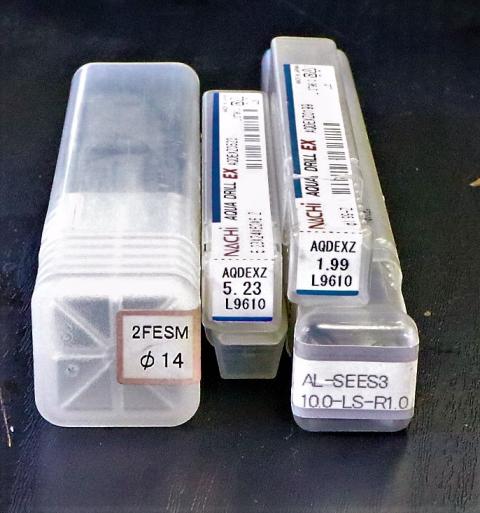 2FESM
φ14
NACHi AQUA DRILL EX
AQDEXZ
5.23
L9610
NACHi AQUA DRILL EX
AQDEXZ
1.99
L9610
AL-SEES3
10.0-LS-R1.0